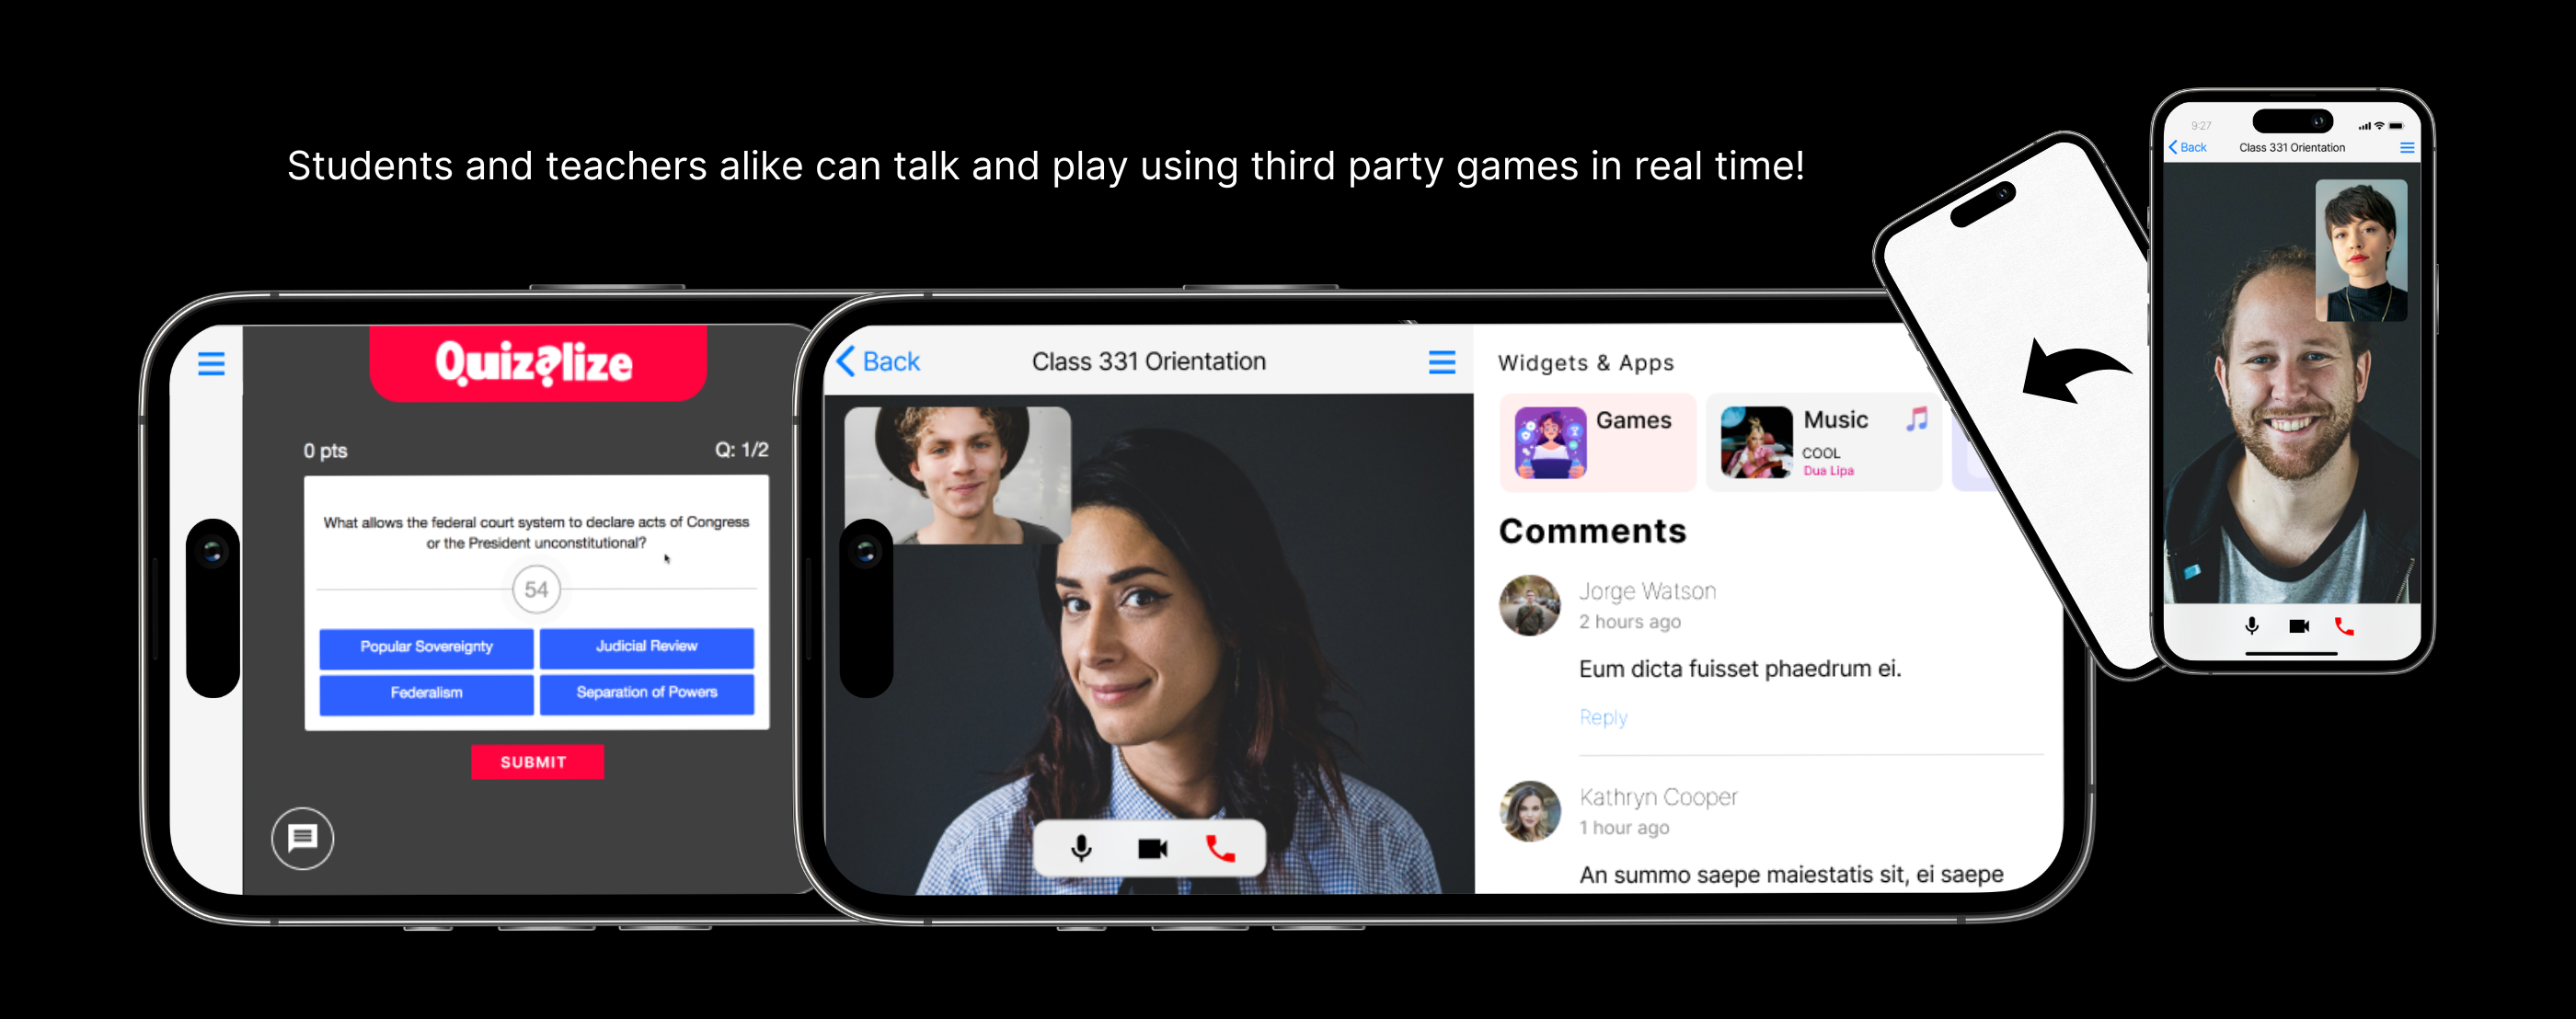 Students and teachers alike can talk and play using third party games in real time!
Quizalize
0 pts
Q: 1/2
What allows the federal court system to declare acts of Congress
or the President unconstitutional?
54
Popular Sovereignty
Judicial Review
Federalism
Separation of Powers
SUBMIT
Back
Class 331 Orientation
Widgets & Apps
Games
Music
COOL
Dua Lipa
Comments
Jorge Watson
2 hours ago
Eum dicta fuisset phaedrum ei.
Reply
Kathryn Cooper
1 hour ago
An summo saepe maiestatis sit, ei saepe
9:27
Back
Class 331 Orientation